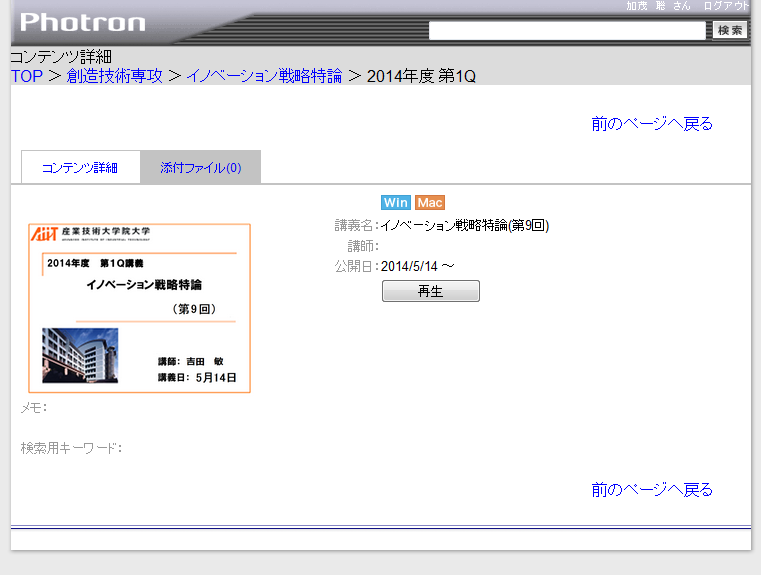 加茂 聡 さん ログアウト
Photron
検索
コンテンツ詳細
TOP > 創造技術専攻 > イノベーション戦略特論 > 2014年度 第1Q
前のページへ戻る
コンテンツ詳細 添付ファイル(0)
Win Mac
講義名：イノベーション戦略特論(第9回)
講師：
公開日：2014/5/14 ～
再生
AIIT 産業技術大学院大学
ADVANCED INSTITUTE OF INDUSTRIAL TECHNOLOGY
2014年度 第1Q講義
イノベーション戦略特論
（第9回）
講師： 吉田 敏
講義日： 5月14日
メモ：
検索用キーワード：
前のページへ戻る